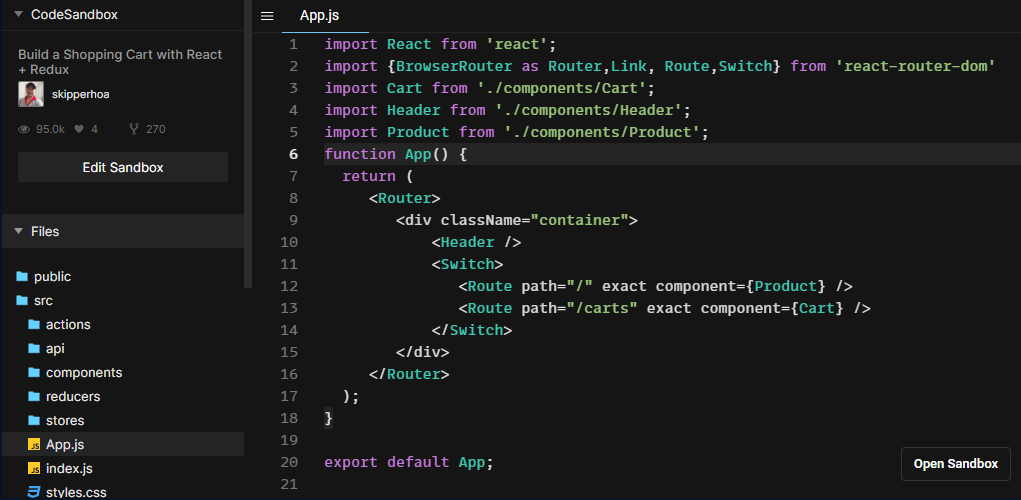 CodeSandbox
Build a Shopping Cart with React
+ Redux
skipperhoa
95.0k 4 270
Edit Sandbox
Files
public
src
actions
api
components
reducers
stores
JS App.js
JS index.js
styles.css
App.js
1 import React from 'react';
2 import {BrowserRouter as Router,Link, Route,Switch} from 'react-router-dom'
3 import Cart from './components/Cart';
4 import Header from './components/Header';
5 import Product from './components/Product';
6 function App() {
7   return (
8      <Router>
9         <div className="container">
10             <Header />
11             <Switch>
12                <Route path="/" exact component={Product} />
13                <Route path="/carts" exact component={Cart} />
14             </Switch>
15         </div>
16      </Router>
17   );
18 }
19
20 export default App;
21
Open Sandbox